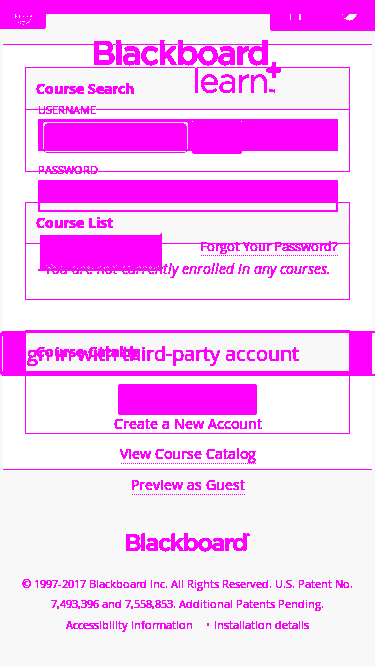 Blackboard
learn+
Course Search
USERNAME
PASSWORD
Course List
Forgot Your Password?
You are not currently enrolled in any courses.
Course Catalog
in with third-party account
Create a New Account
View Course Catalog
Preview as Guest
Blackboard
© 1997-2017 Blackboard Inc. All Rights Reserved. U.S. Patent No.
7,493,396 and 7,558,853. Additional Patents Pending.
Accessibility information • Installation details